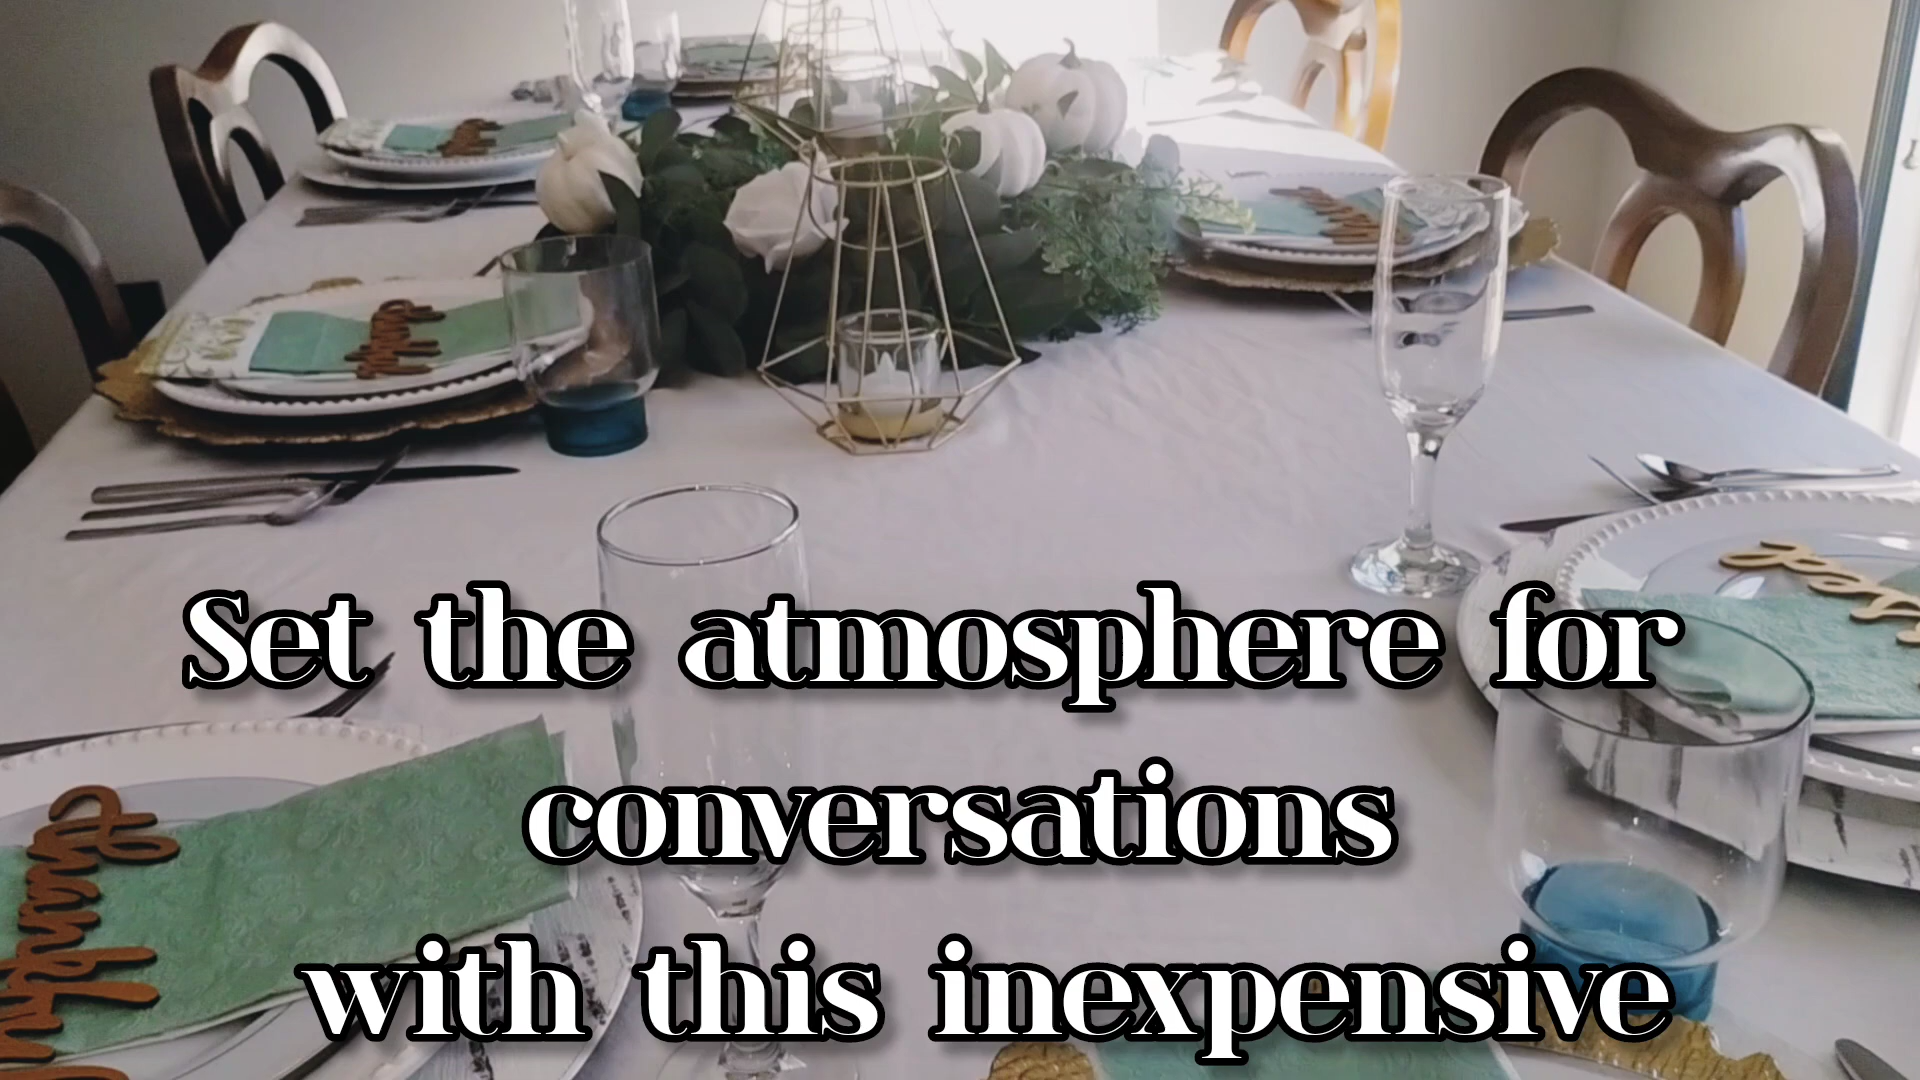 Set the atmosphere for
conversations
with this inexpensive